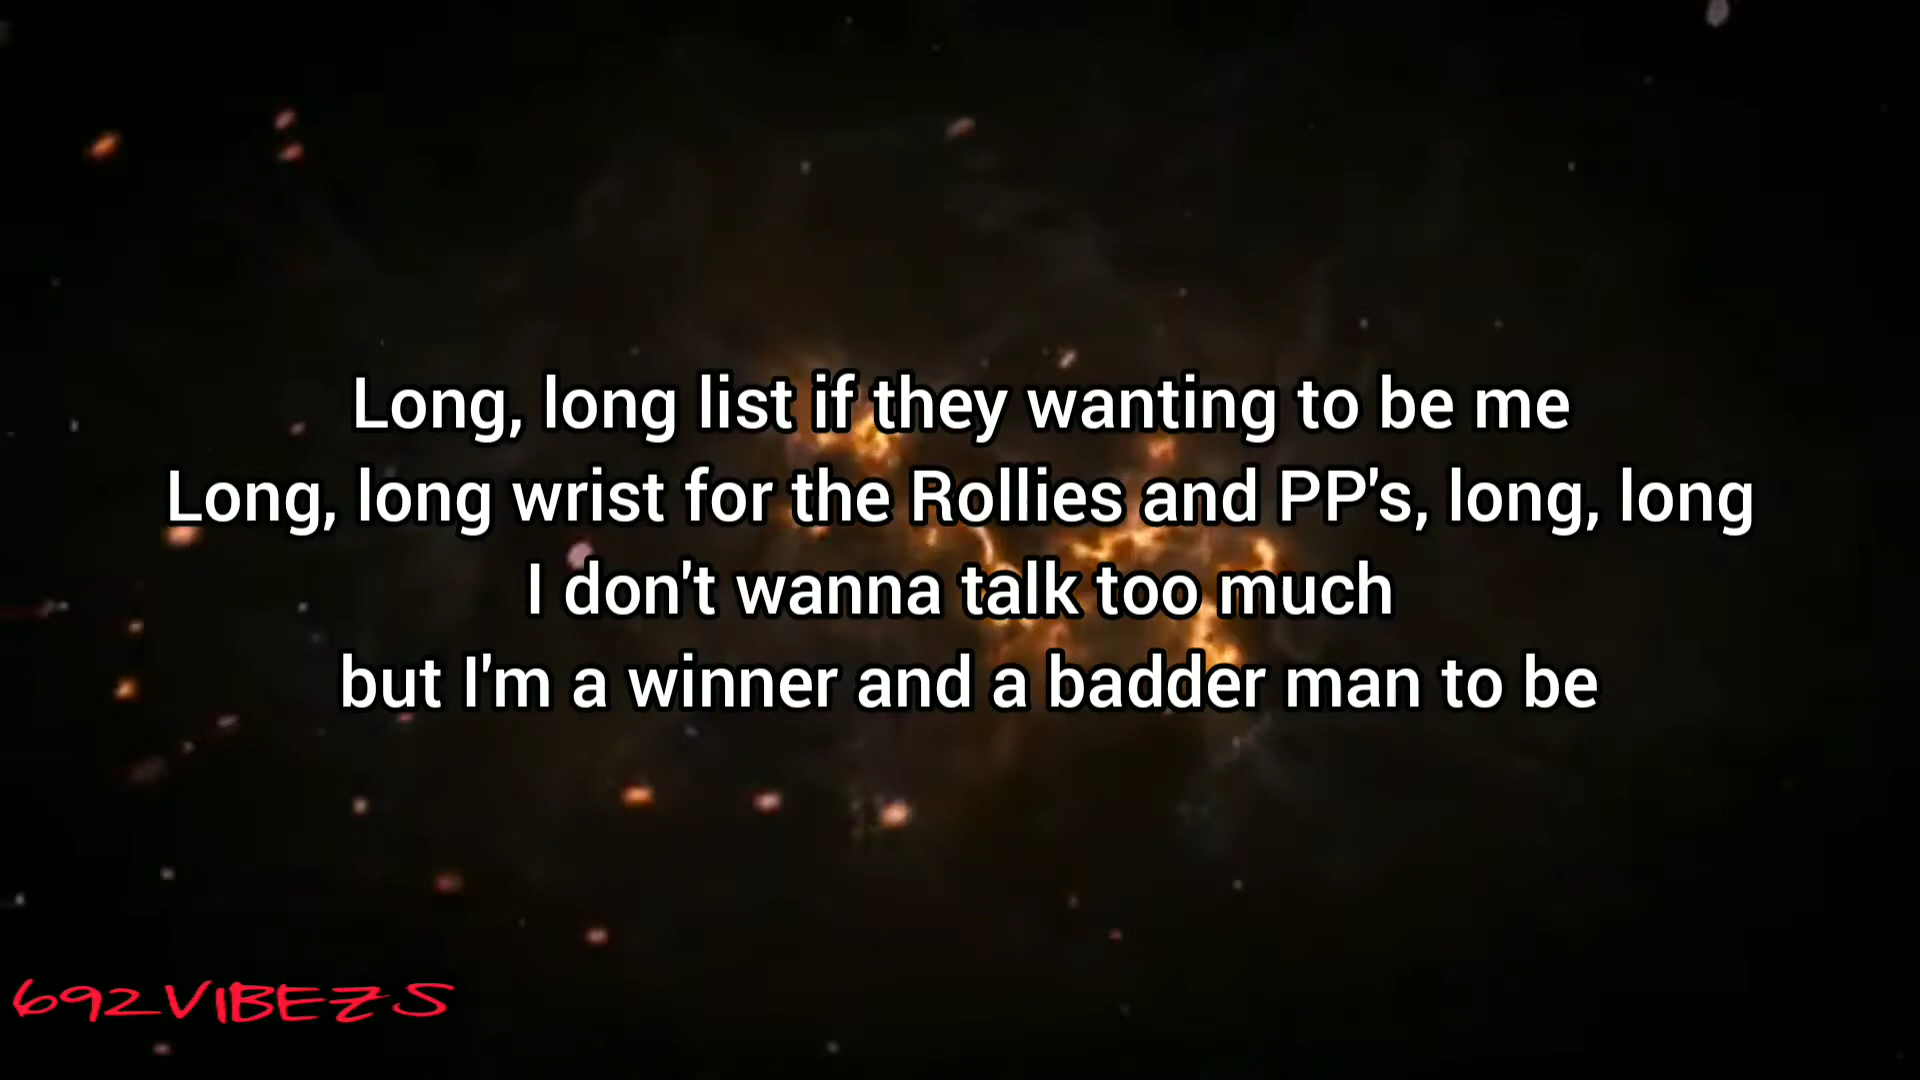 Long, long list if they wanting to be me
Long, long wrist for the Rollies and PP's, long, long
I don't wanna talk too much
but I'm a winner and a badder man to be
692VIBEZS